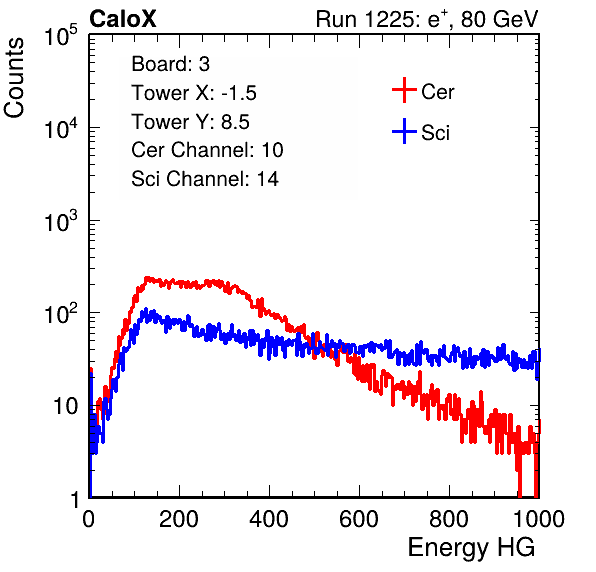 CaloX Run 1225: e⁺, 80 GeV
Counts
Board: 3
Tower X: -1.5
Tower Y: 8.5
Cer Channel: 10
Sci Channel: 14
Cer
Sci
10⁵
10⁴
10³
10²
10
1
0 200 400 600 800 1000
Energy HG